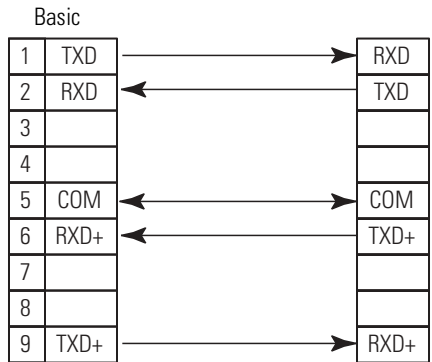 Basic
1 TXD RXD
2 RXD TXD
3
4
5 COM COM
6 RXD+ TXD+
7
8
9 TXD+ RXD+